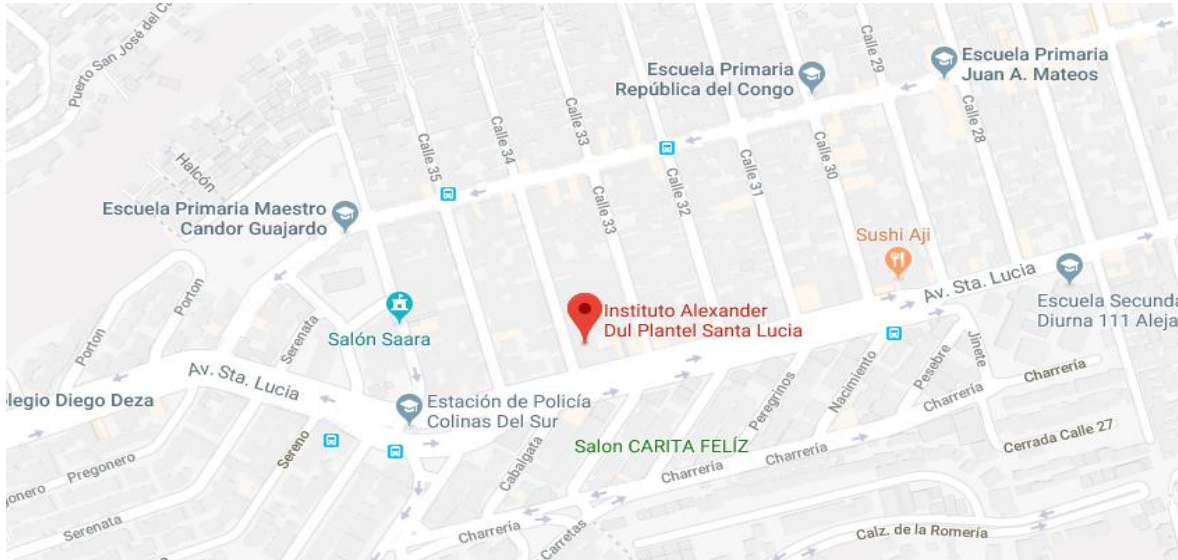 Puerto San José del C
Calle 29
Escuela Primaria
Juan A. Mateos
Escuela Primaria
República del Congo
Calle 33
Calle 34
Calle 28
Calle 35
Halcón
Calle 31
Calle 30
Calle 32
Calle 33
Escuela Primaria Maestro
Candor Guajardo
Sushi Aji
Av. Sta. Lucia
Porton
Porton
Serenata
Salón Saara
Instituto Alexander
Dul Plantel Santa Lucia
Escuela Secunda
Diurna 111 Aleja
Jinete
Pesebre
Nacimiento
Peregrinos
Charrería
Av. Sta. Lucia
legio Diego Deza
Estación de Policía
Colinas Del Sur
Charrería
Cerrada Calle 27
Salon CARITA FELÍZ
Charrería
Charrería
Cabalgata
Sereno
Pregonero
gonero
Serenata
Charrería
Carretas
Calz. de la Romería